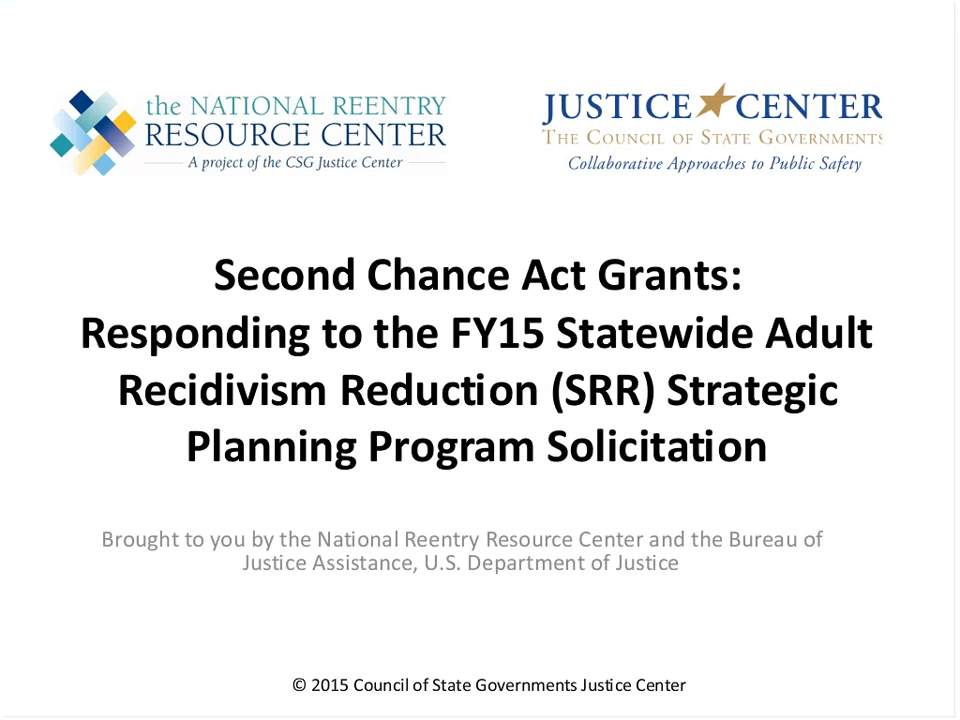 the NATIONAL REENTRY
RESOURCE CENTER
A project of the CSG Justice Center
JUSTICE CENTER
THE COUNCIL OF STATE GOVERNMENTS
Collaborative Approaches to Public Safety
Second Chance Act Grants:
Responding to the FY15 Statewide Adult
Recidivism Reduction (SRR) Strategic
Planning Program Solicitation
Brought to you by the National Reentry Resource Center and the Bureau of
Justice Assistance, U.S. Department of Justice
© 2015 Council of State Governments Justice Center